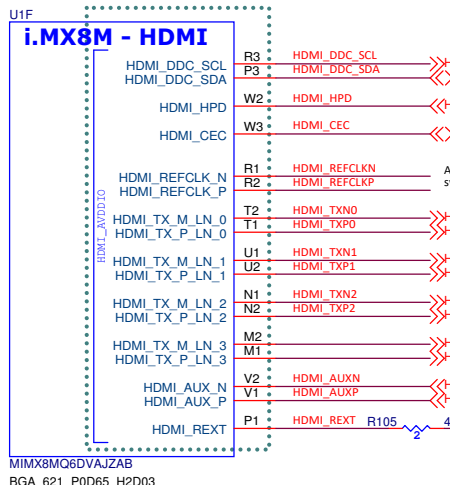 U1F
i.MX8M - HDMI
HDMI_DDC_SCL R3 HDMI_DDC_SCL
HDMI_DDC_SDA P3 HDMI_DDC_SDA
HDMI_HPD W2 HDMI_HPD
HDMI_CEC W3 HDMI_CEC
HDMI_REFCLK_N R1 HDMI_REFCLKN
HDMI_REFCLK_P R2 HDMI_REFCLKP
HDMI_AVDDIO
HDMI_TX_M_LN_0 T2 HDMI_TXN0
HDMI_TX_P_LN_0 T1 HDMI_TXP0
HDMI_TX_M_LN_1 U1 HDMI_TXN1
HDMI_TX_P_LN_1 U2 HDMI_TXP1
HDMI_TX_M_LN_2 N1 HDMI_TXN2
HDMI_TX_P_LN_2 N2 HDMI_TXP2
HDMI_TX_M_LN_3 M2
HDMI_TX_P_LN_3 M1
HDMI_AUX_N V2 HDMI_AUXN
HDMI_AUX_P V1 HDMI_AUXP
HDMI_REXT P1 HDMI_REXT R105 4
2
MIMX8MQ6DVAJZAB
BGA_621_P0D65_H2D03